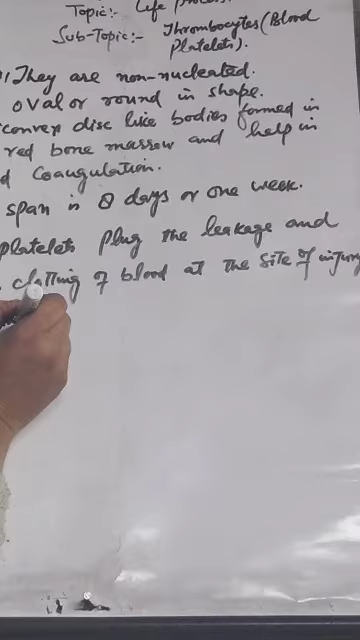 Topic:- Life Process
Sub-Topic:- Thrombocytes (Blood
Platelets).
1) They are non-nucleated.
oval or round in shape.
convex disc like bodies formed in
red bone marrow and help in
d Coagulation.
span is 8 days or one week.
platelets plug the leakage and
clotting of blood at the site of injury